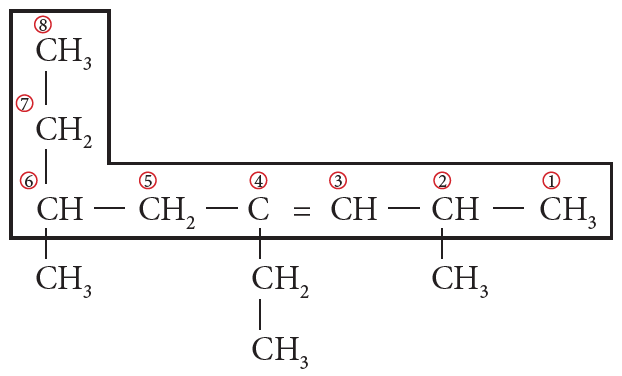 ⑧
CH₃
⑦
CH₂
⑥ ⑤ ④ ③ ② ①
CH — CH₂ — C = CH — CH — CH₃
CH₃ CH₂ CH₃
CH₃